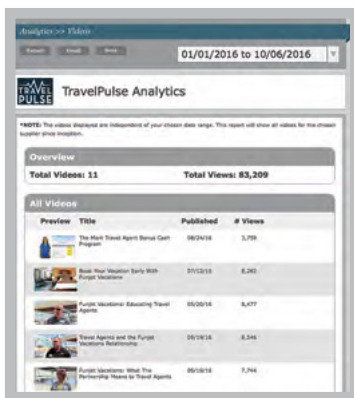 Analytics >> Videos
Email
Print
01/01/2016 to 10/06/2016
TRAVEL
PULSE
TravelPulse Analytics
*NOTE: The videos displayed are independent of your chosen date range. This report will show all videos for the chosen
supplier since inception.
Overview
Total Videos: 11 Total Views: 83,209
All Videos
Preview Title Published # Views
The Mark Travel Agent Bonus Cash
Program
08/24/16 3,759
Book Your Vacation Early With
Funjet Vacations
07/13/16
Funjet Vacations: Educating Travel
Agents
05/20/16 8,477
Travel Agents and the Funjet
Vacations Relationship
05/19/16 8,546
Funjet Vacations: What The
Partnership Means to Travel Agents
05/18/16 7,744